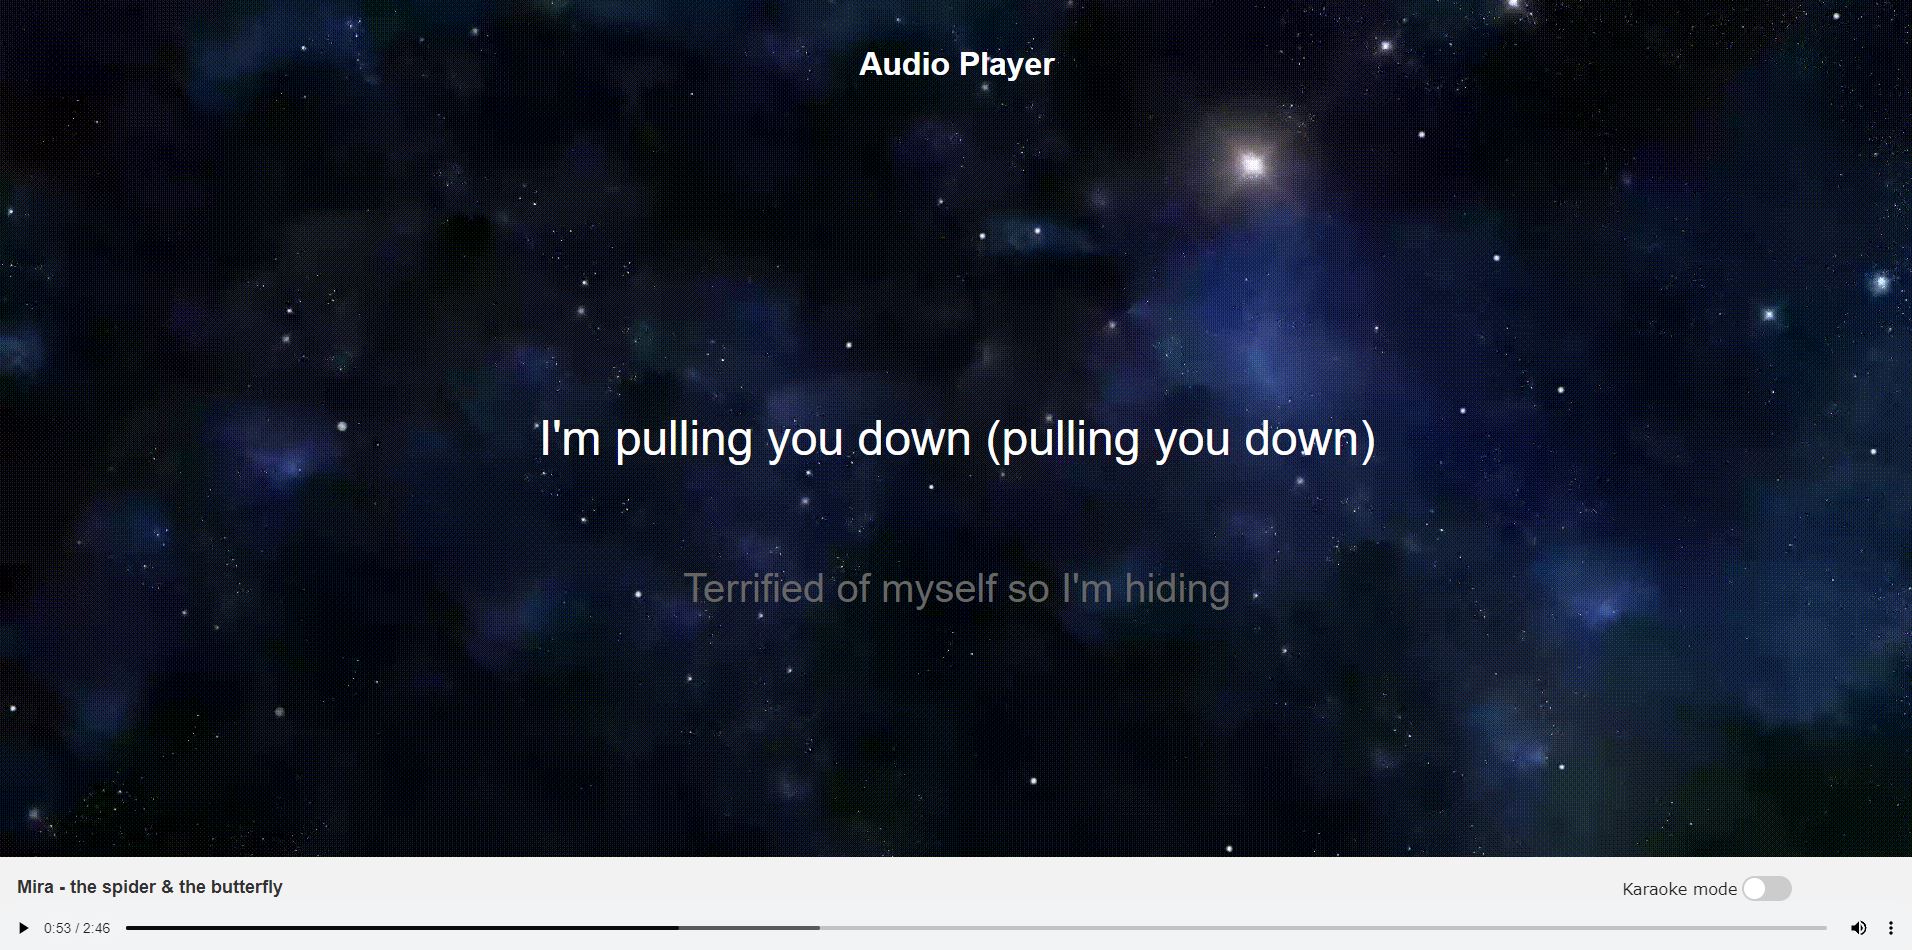 Audio Player
I'm pulling you down (pulling you down)
Terrified of myself so I'm hiding
Mira - the spider & the butterfly
Karaoke mode
0:53 / 2:46